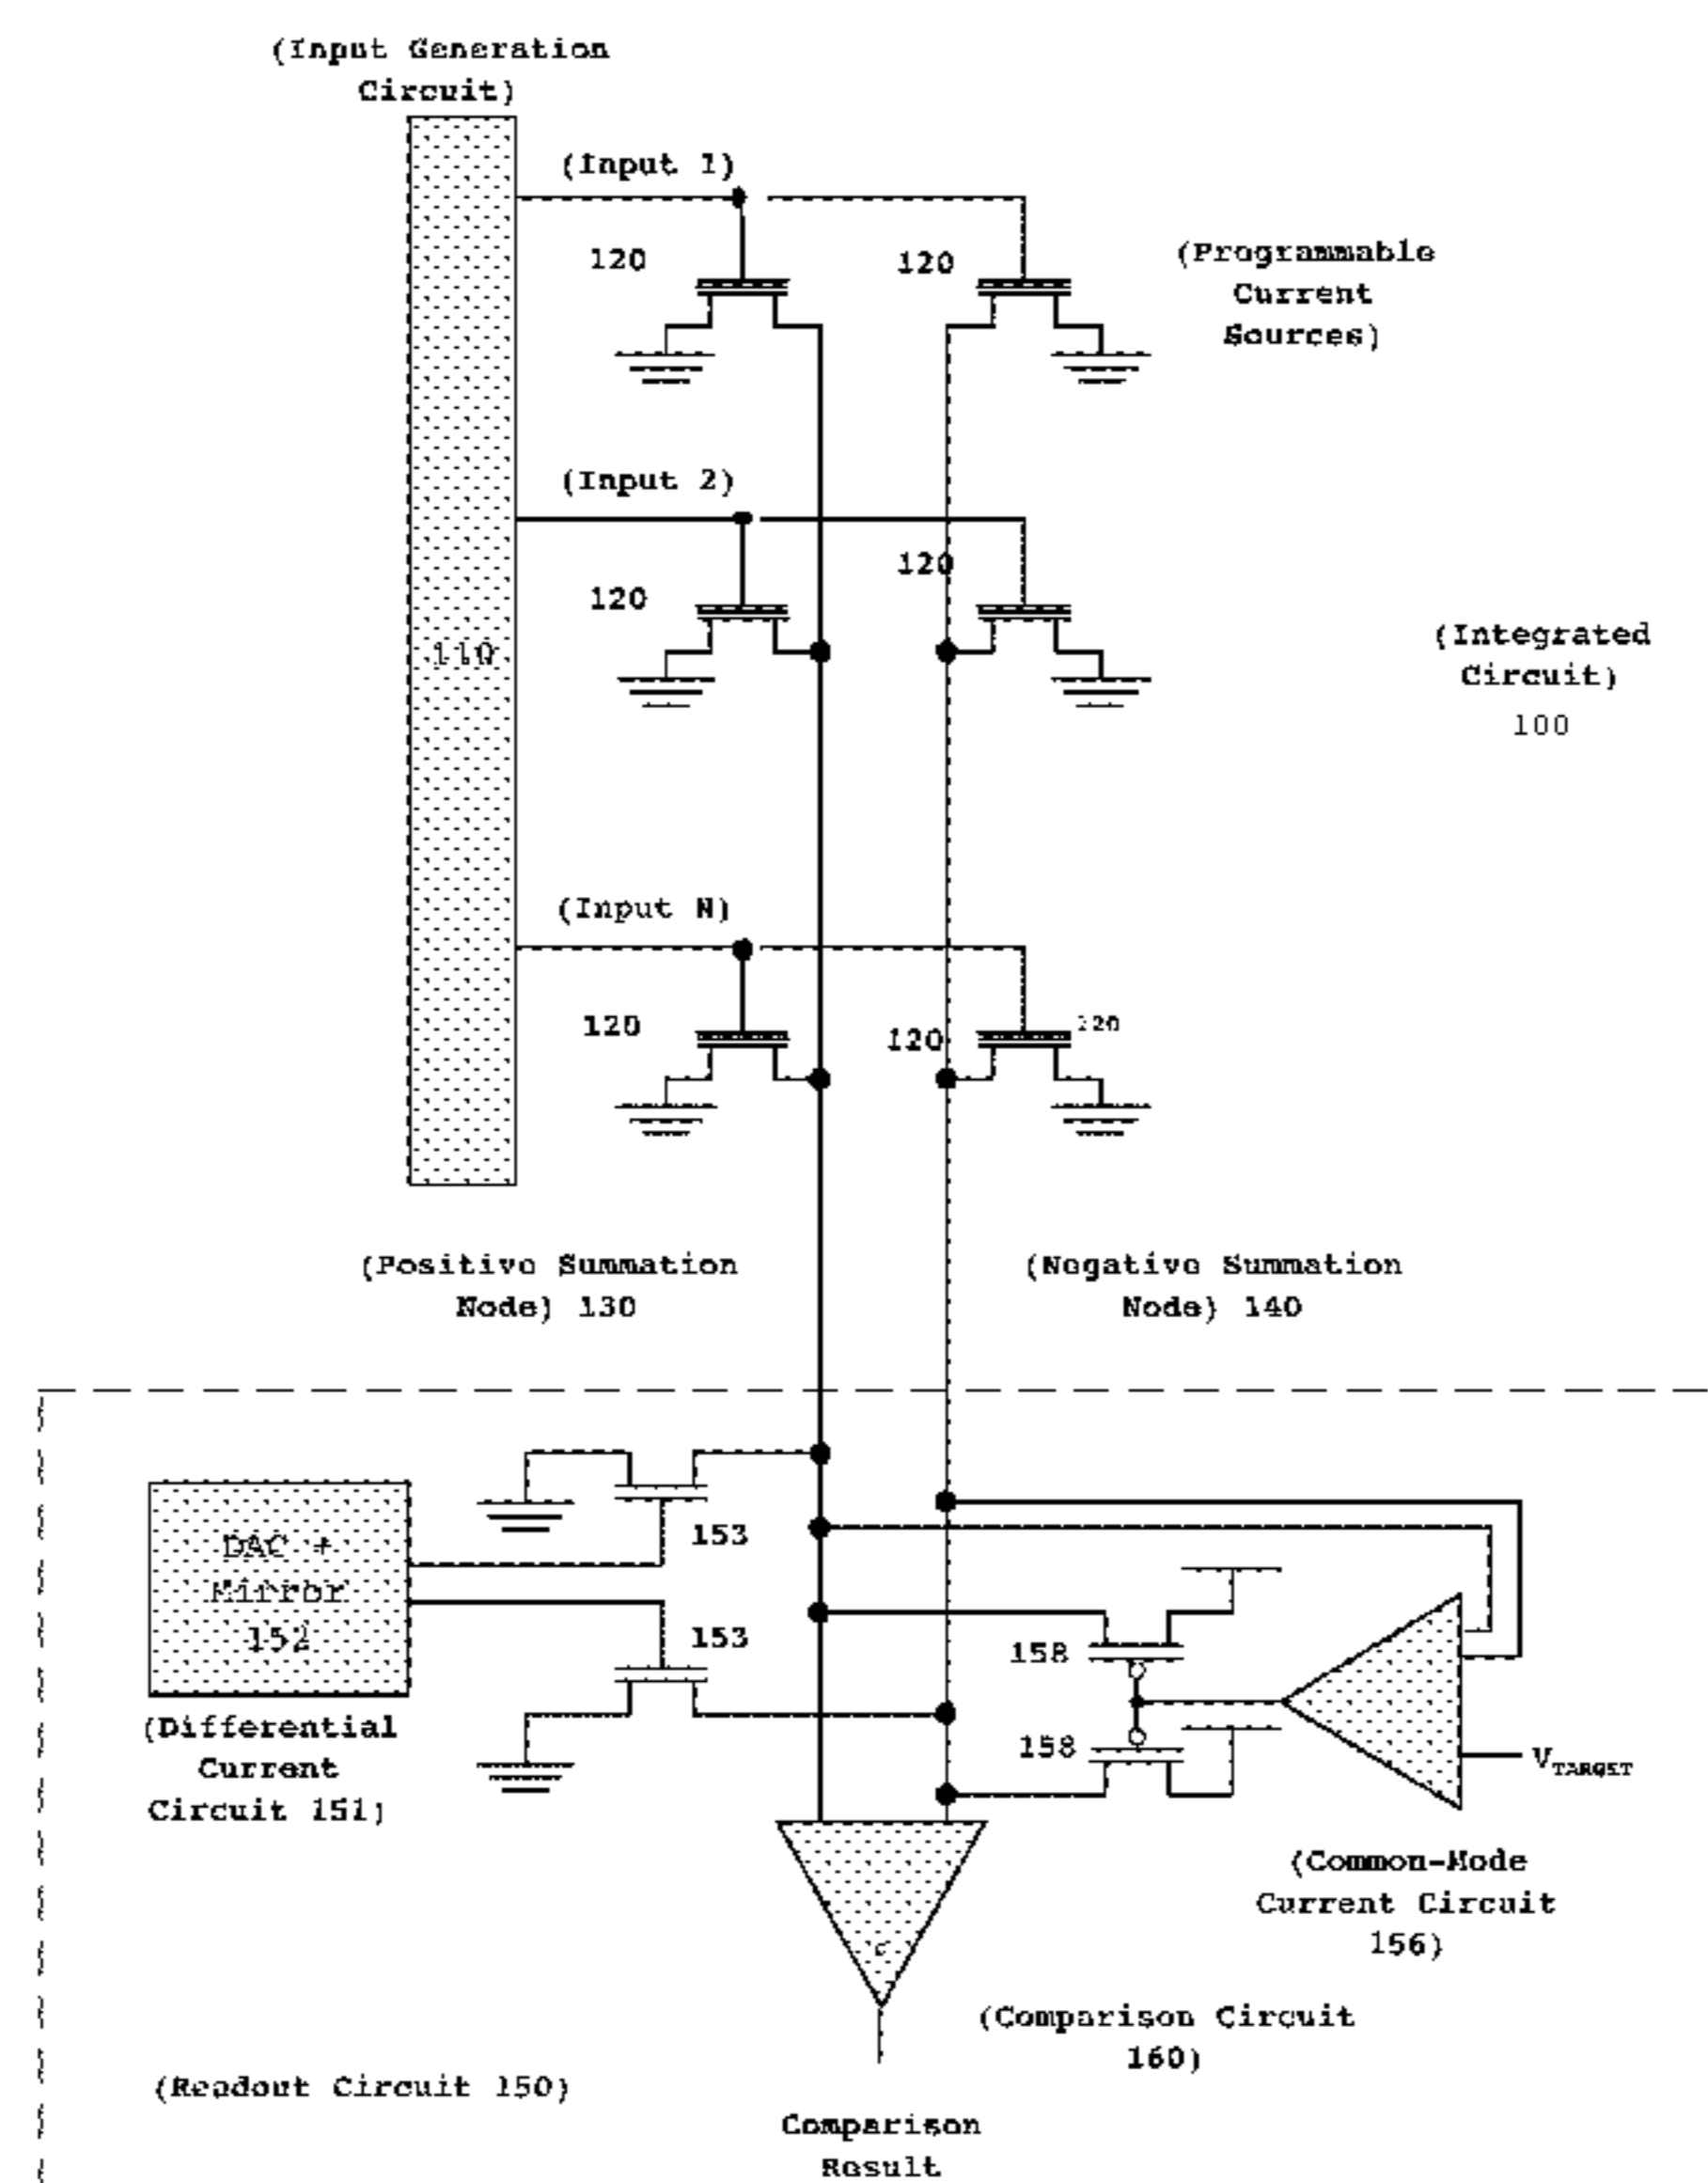 (Input Generation
Circuit)
(Input 1)
120
120
(Programmable
Current
Sources)
(Input 2)
120
120
110
(Integrated
Circuit)
100
(Input N)
120
120
120
(Positive Summation
Node) 130
(Negative Summation
Node) 140
DAC +
Mirror
152
153
153
158
158
(Differential
Current
Circuit 151)
VTARGET
(Common-Mode
Current Circuit
156)
C
(Comparison Circuit
160)
(Readout Circuit 150)
Comparison
Result